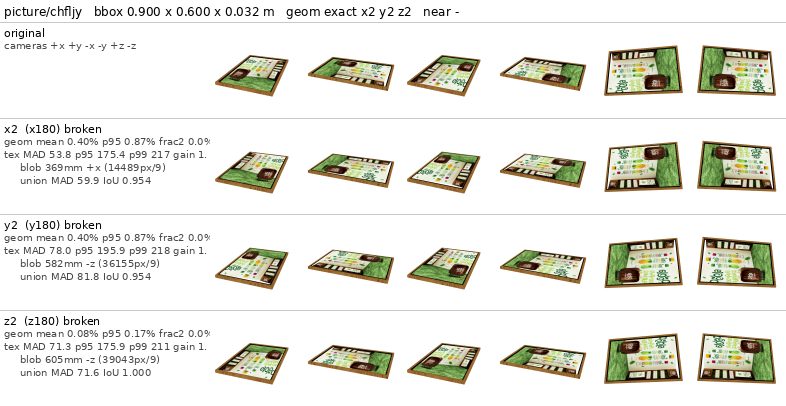 picture/chfljy bbox 0.900 x 0.600 x 0.032 m geom exact x2 y2 z2 near -
original
cameras +x +y -x -y +z -z
x2 (x180) broken
geom mean 0.40% p95 0.87% frac2 0.0%
tex MAD 53.8 p95 175.4 p99 217 gain 1.
blob 369mm +x (14489px/9)
union MAD 59.9 IoU 0.954
y2 (y180) broken
geom mean 0.40% p95 0.87% frac2 0.0%
tex MAD 78.0 p95 195.9 p99 218 gain 1.
blob 582mm -z (36155px/9)
union MAD 81.8 IoU 0.954
z2 (z180) broken
geom mean 0.08% p95 0.17% frac2 0.0%
tex MAD 71.3 p95 175.9 p99 211 gain 1.
blob 605mm -z (39043px/9)
union MAD 71.6 IoU 1.000